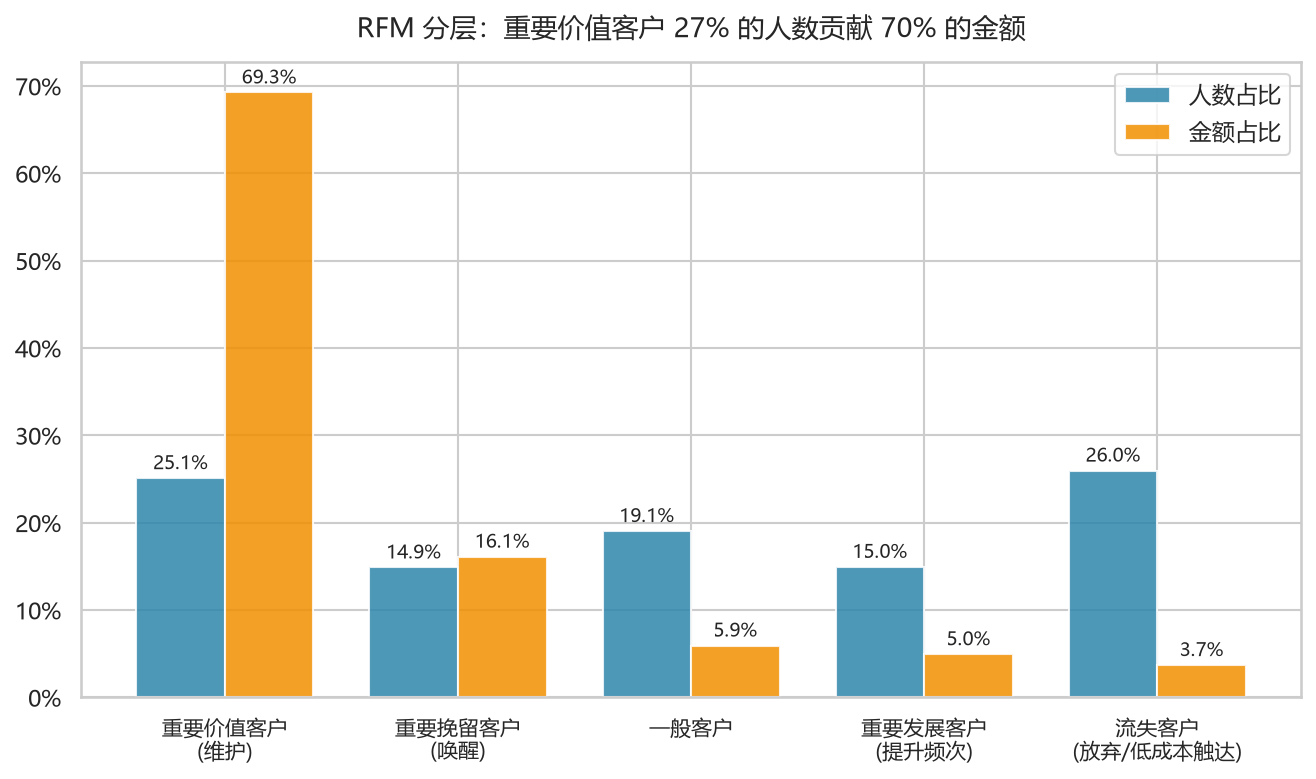 RFM 分层：重要价值客户 27% 的人数贡献 70% 的金额
人数占比
金额占比
70%
60%
50%
40%
30%
20%
10%
0%
25.1%
69.3%
14.9%
16.1%
19.1%
5.9%
15.0%
5.0%
26.0%
3.7%
重要价值客户
(维护)
重要挽留客户
(唤醒)
一般客户
重要发展客户
(提升频次)
流失客户
(放弃/低成本触达)